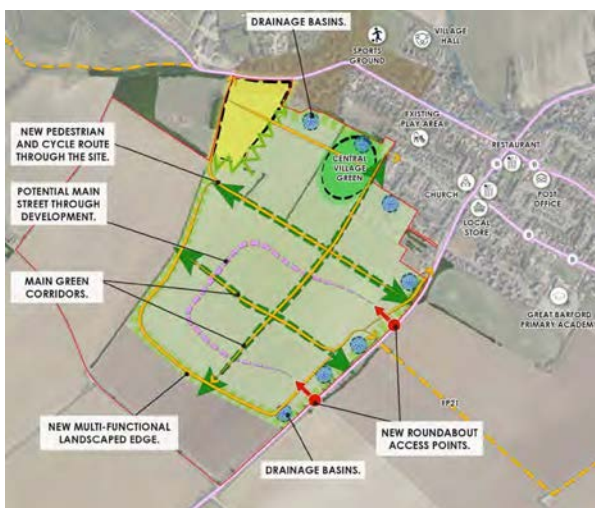 DRAINAGE BASINS.
VILLAGE
HALL
SPORTS
GROUND
NEW PEDESTRIAN
AND CYCLE ROUTE
THROUGH THE SITE.
EXISTING
PLAY AREA
RESTAURANT
CENTRAL
VILLAGE
GREEN
POTENTIAL MAIN
STREET THROUGH
DEVELOPMENT.
CHURCH
POST
OFFICE
LOCAL
STORE
MAIN GREEN
CORRIDORS.
GREAT BARFORD
PRIMARY ACADEMY
FP21
NEW MULTI-FUNCTIONAL
LANDSCAPED EDGE.
NEW ROUNDABOUT
ACCESS POINTS.
DRAINAGE BASINS.